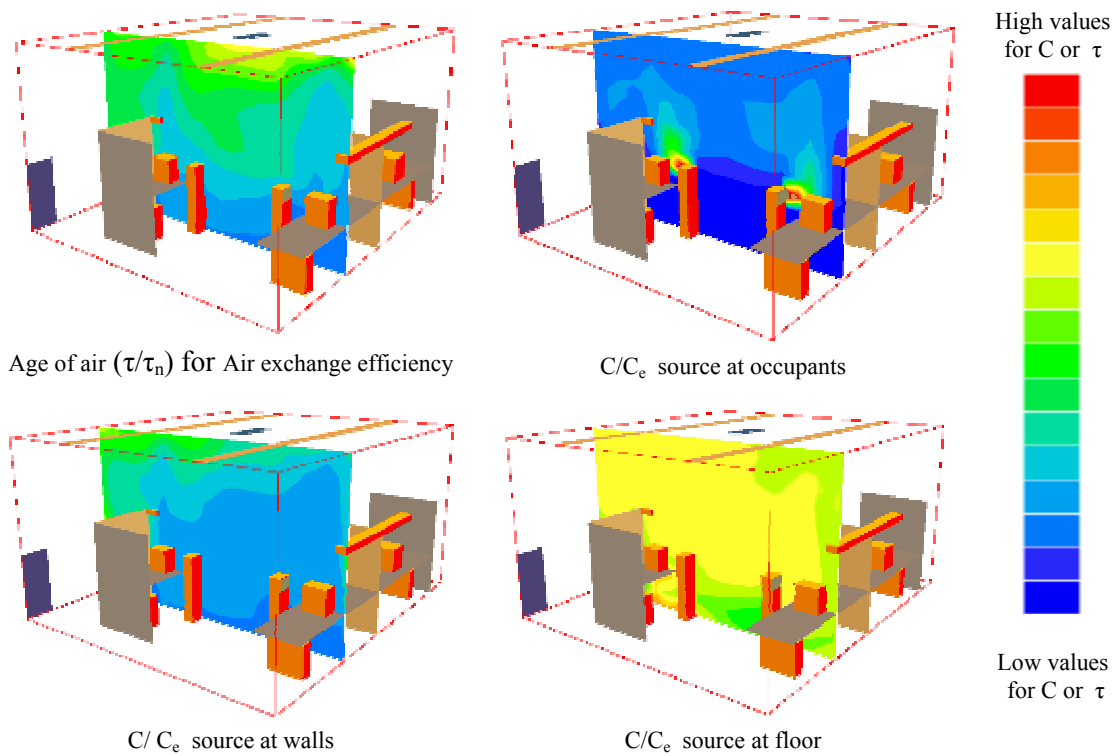 High values
for C or τ
Age of air (τ/τₙ) for Air exchange efficiency
C/Cₑ source at occupants
C/ Cₑ source at walls
C/Cₑ source at floor
Low values
for C or τ